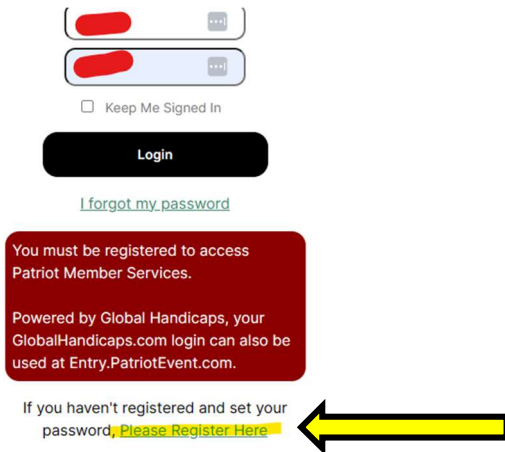 Keep Me Signed In
Login
I forgot my password
You must be registered to access
Patriot Member Services.
Powered by Global Handicaps, your
GlobalHandicaps.com login can also be
used at Entry.PatriotEvent.com.
If you haven't registered and set your
password, Please Register Here